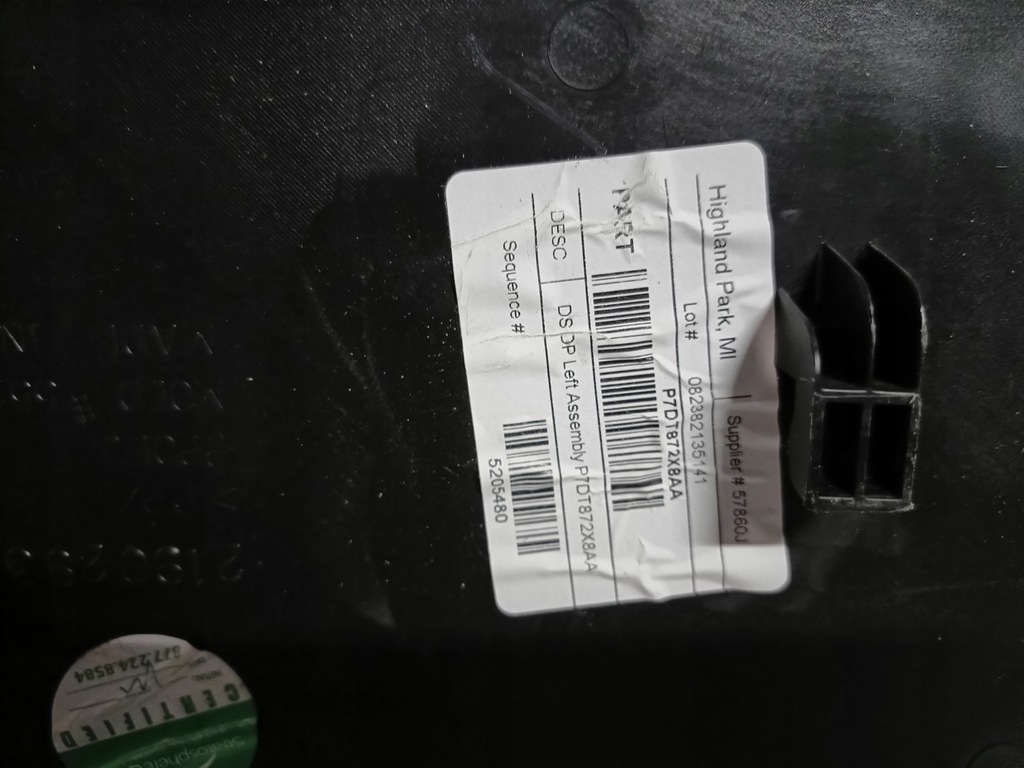 Highland Park, MI
Supplier # 57860J
Lot# 082382135141
P7DT872X8AA
PART
DESC DS DP Left Assembly P7DT872X8AA
Sequence #
5205480
877.224.8584
CERTIFIED